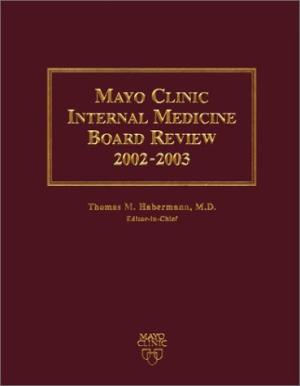 MAYO CLINIC
INTERNAL MEDICINE
BOARD REVIEW
2002-2003
Thomas M. Habermann, M.D.
Editor-in-Chief
MAYO
CLINIC